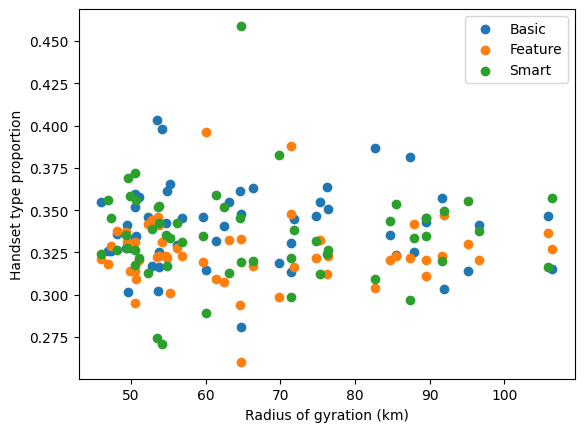 Basic
Feature
Smart
Handset type proportion
0.450
0.425
0.400
0.375
0.350
0.325
0.300
0.275
50 60 70 80 90 100
Radius of gyration (km)